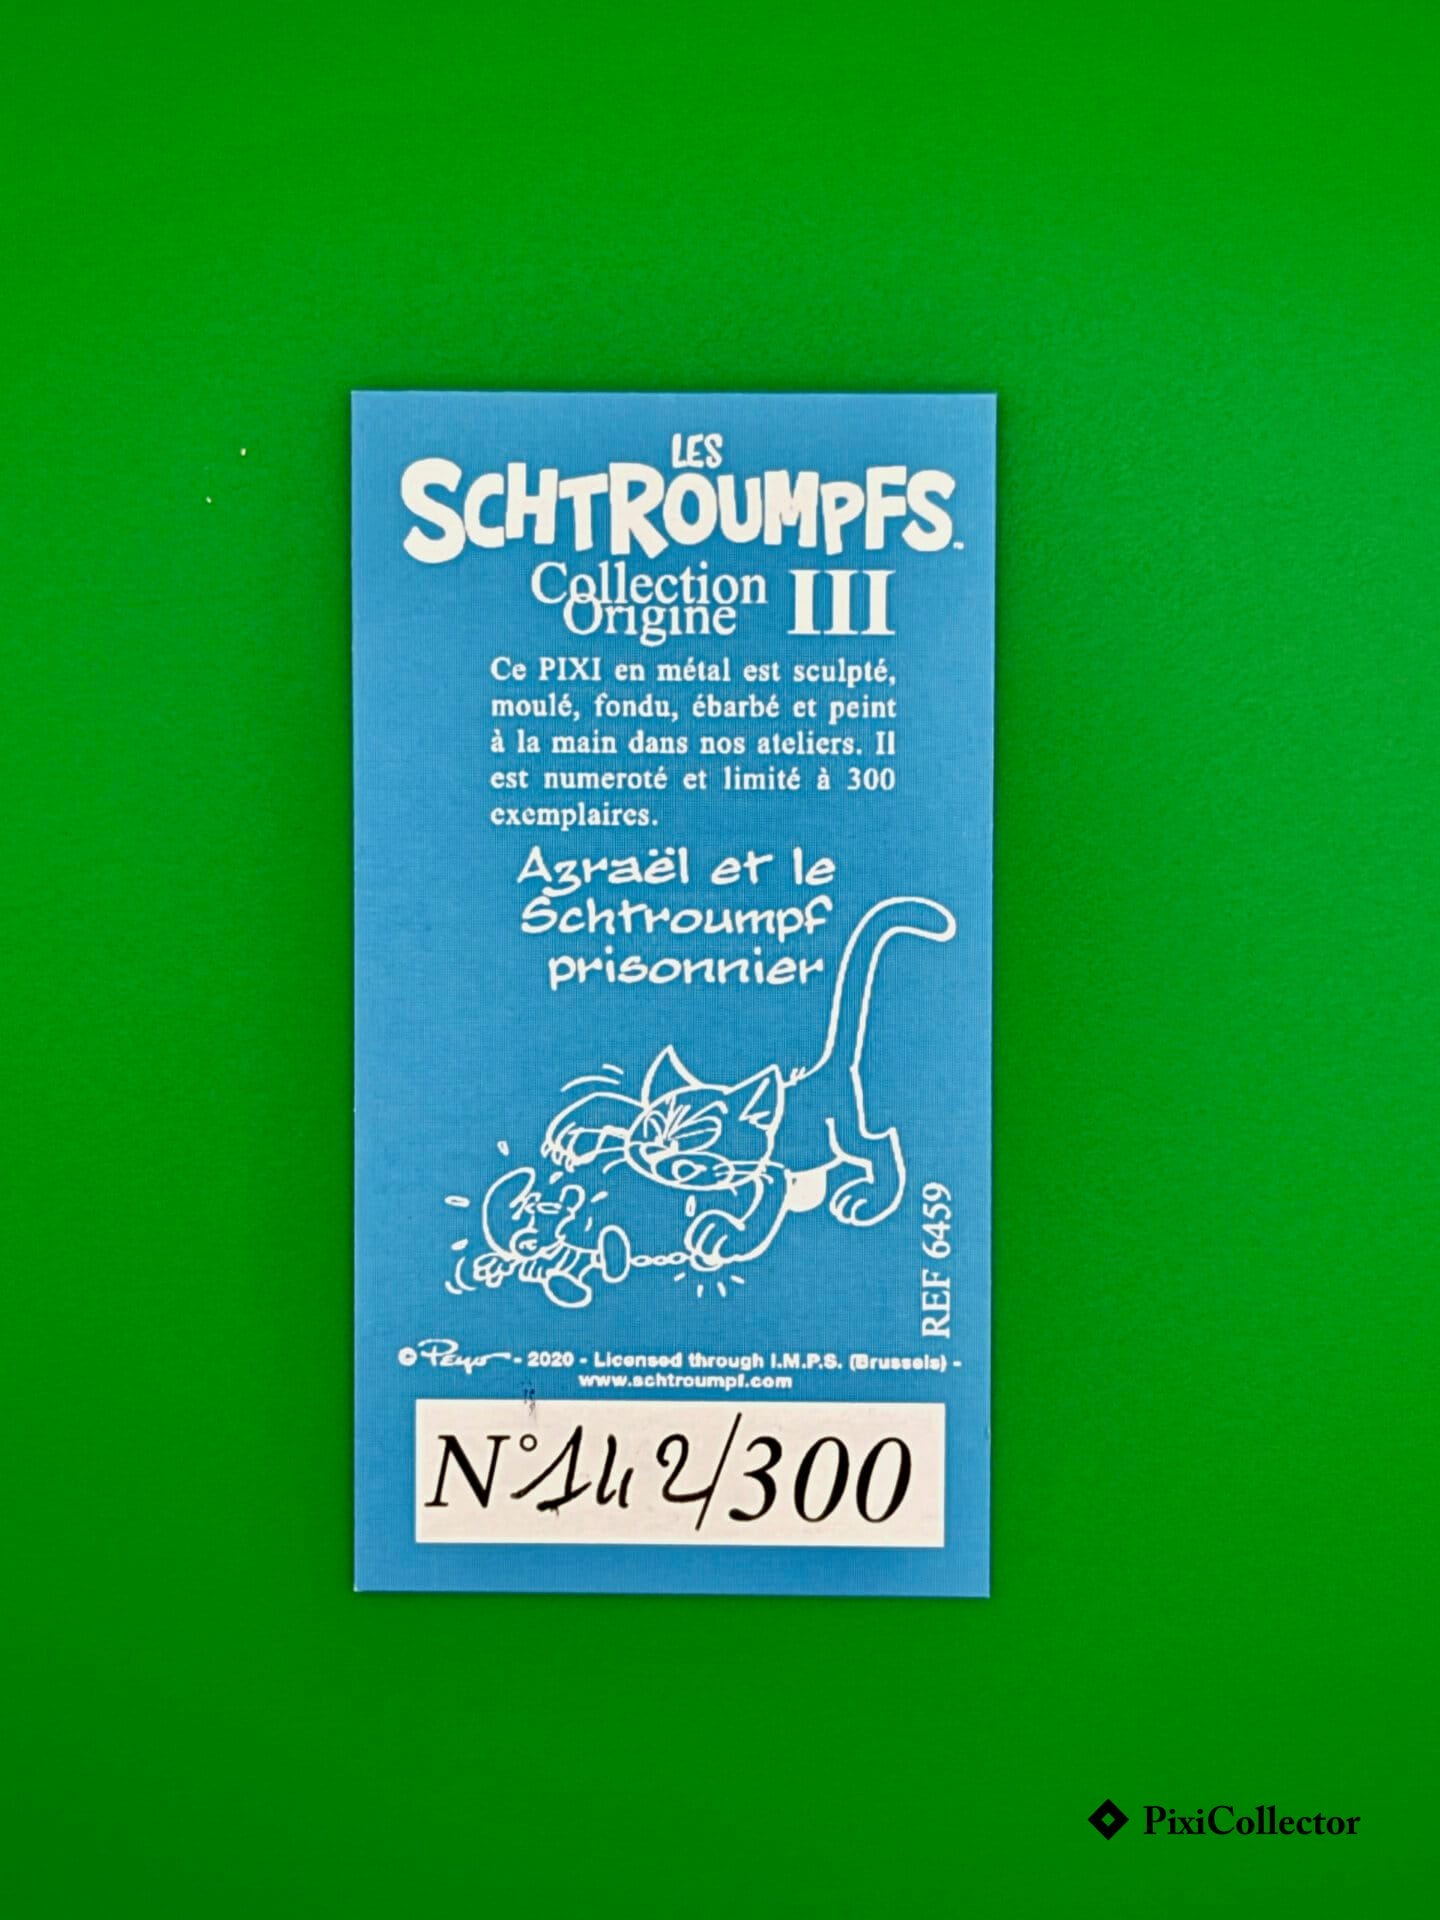 LES
SCHTROUMPFS™
Collection
Origine III
Ce PIXI en métal est sculpté,
moulé, fondu, ébarbé et peint
à la main dans nos ateliers. Il
est numeroté et limité à 300
exemplaires.
Azraël et le
Schtroumpf
prisonnier
REF 6459
© Peyo - 2020 - Licensed through I.M.P.S. (Brussels) -
www.schtroumpf.com
N°142/300
PixiCollector